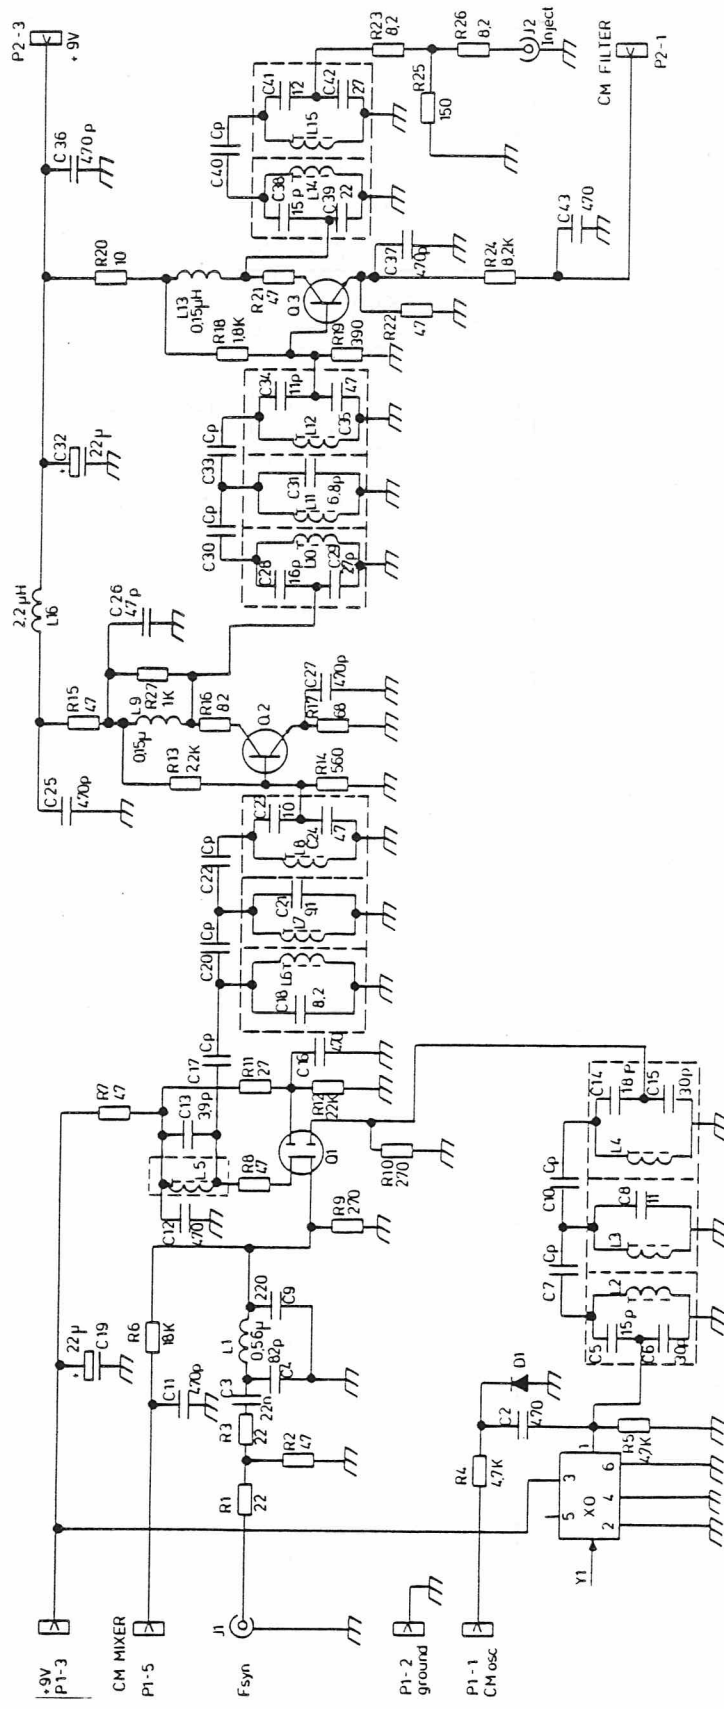 +9V
P1-3
CM MIXER
P1-5
Fsyn
J1
P1-2
ground
P1-1
CM osc
22µ
C19
R6
18K
C11
470p
R1
22
R2
47
R3
22
C3
22n
C4
82p
L1
0,56µ
220
C9
R4
4,7K
D1
C2
470
R5
4,7K
Y1
XO
5
3
1
2
4
6
C5
15p
C6
30p
L2
C7
Cp
L3
C8
11
C10
Cp
L4
C14
18p
C15
30p
R7
47
C12
470
L5
C13
39p
R8
47
R9
270
Q1
R10
270
R11
27
R12
22K
C16
470
C17
Cp
C18
8.2
L6
C20
Cp
L7
C21
9.1
C22
Cp
L8
C23
10
C24
47
C25
470p
R15
47
R13
2,2K
L9
0,15µ
R27
1K
C26
47p
R16
82
Q2
R14
560
R17
68
C27
470p
2.2µH
L16
C28
16p
C29
27p
L10
C30
Cp
L11
C31
6.8p
C33
Cp
L12
C34
11p
C35
47
C32
22µ
R20
10
L13
0,15µH
R18
1,8K
R21
47
Q3
R19
390
R22
47
C37
470p
R24
8,2K
C36
470p
C43
470
C38
15p
C39
22
L14
C40
Cp
L15
C41
12
C42
27
R23
8,2
R25
150
R26
8,2
J2
Inject
CM FILTER
P2-1
P2-3
+9V